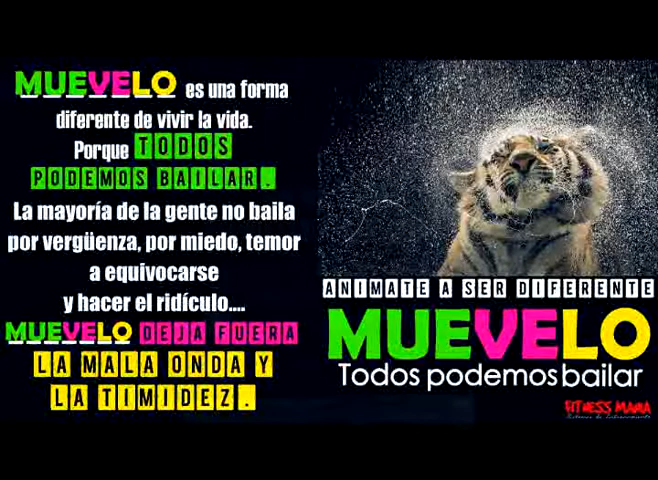 MUEVELO es una forma
diferente de vivir la vida.
Porque TODOS
PODEMOS BAILAR.
La mayoría de la gente no baila
por vergüenza, por miedo, temor
a equivocarse
y hacer el ridículo....
MUEVELO DEJA FUERA
LA MALA ONDA Y
LA TIMIDEZ.
ANIMATE A SER DIFERENTE
MUEVELO
Todos podemos bailar
FITNESS MAMA